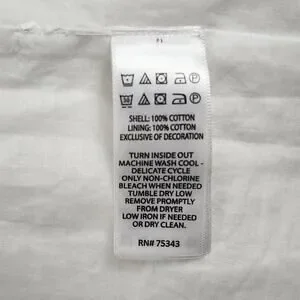 SHELL: 100% COTTON
LINING: 100% COTTON
EXCLUSIVE OF DECORATION
TURN INSIDE OUT
MACHINE WASH COOL -
DELICATE CYCLE
ONLY NON-CHLORINE
BLEACH WHEN NEEDED
TUMBLE DRY LOW
REMOVE PROMPTLY
FROM DRYER
LOW IRON IF NEEDED
OR DRY CLEAN.
RN# 75343